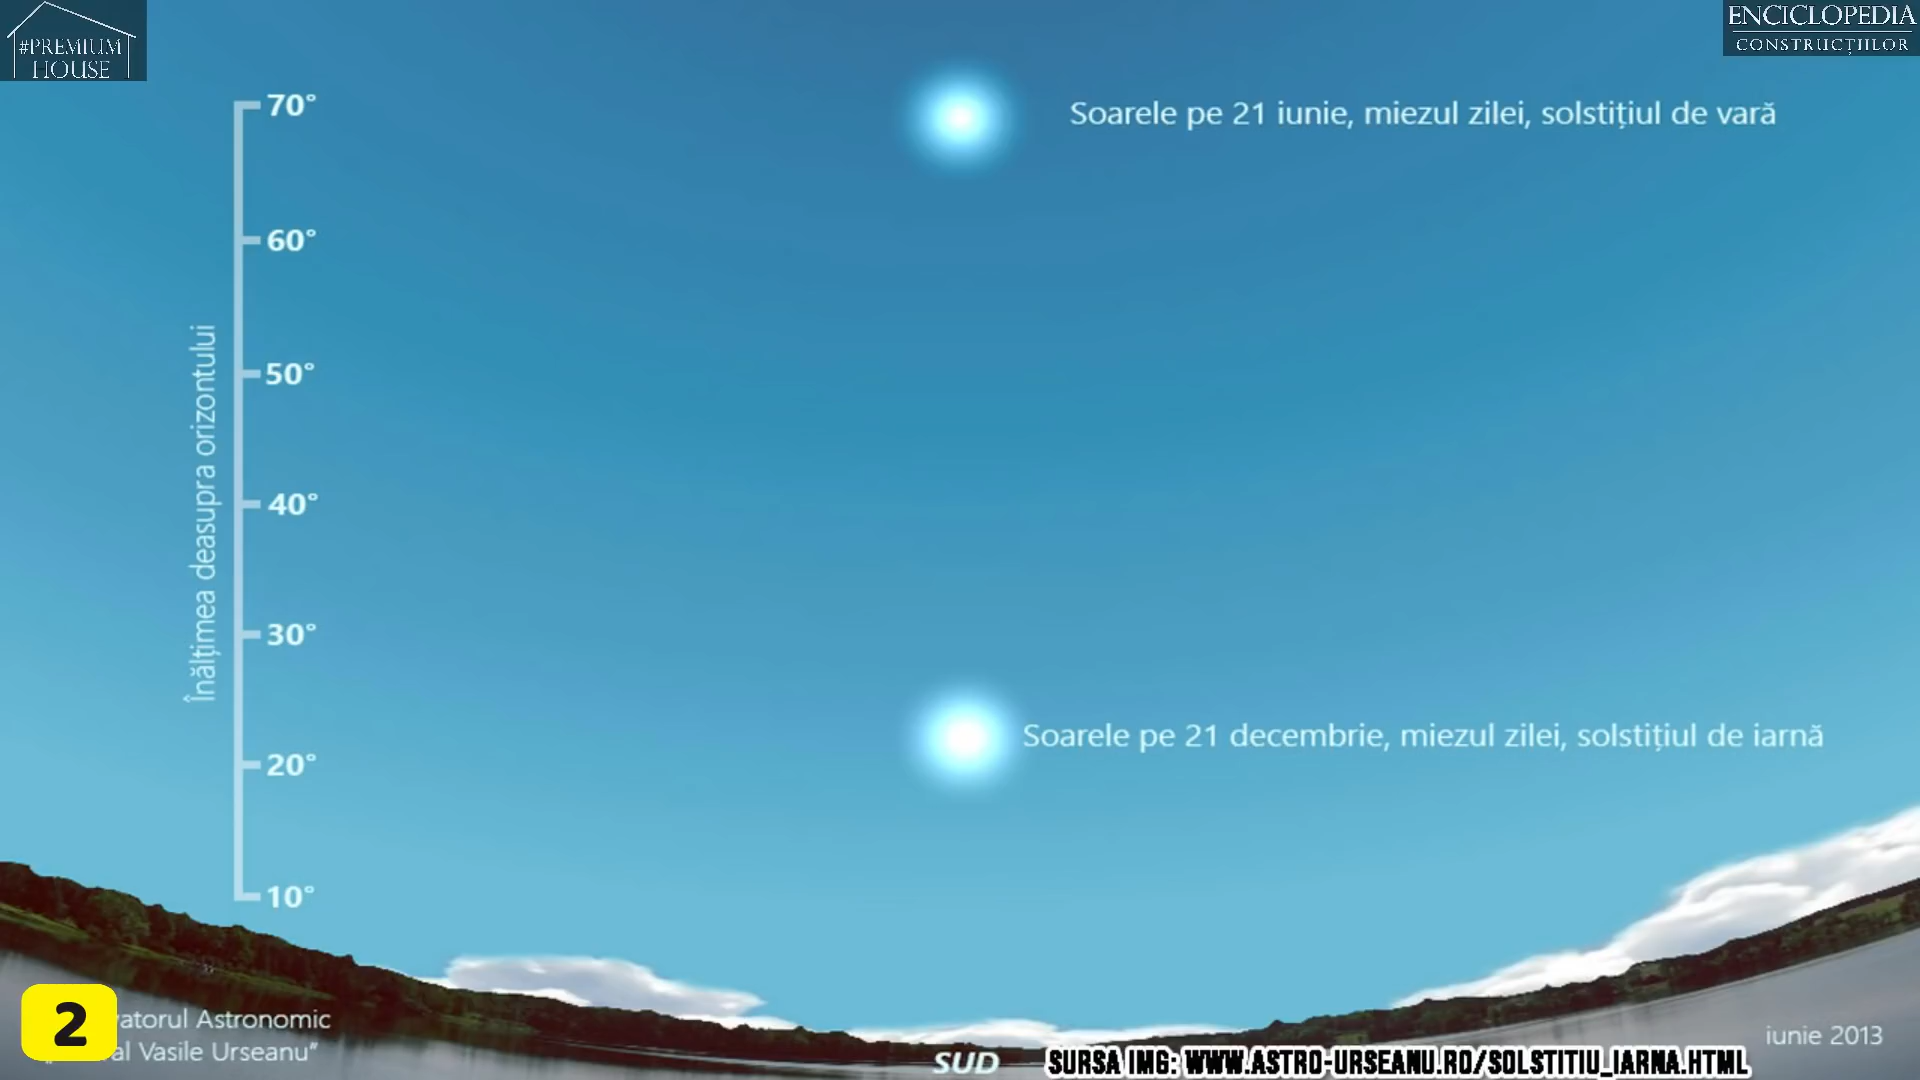 #PREMIUM
HOUSE
ENCICLOPEDIA
CONSTRUCȚIILOR
70°
Soarele pe 21 iunie, miezul zilei, solstițiul de vară
60°
50°
Înălțimea deasupra orizontului
40°
30°
Soarele pe 21 decembrie, miezul zilei, solstițiul de iarnă
20°
10°
2
Astronomic
Vasile Urseanu”
iunie 2013
SUD
SURSA IMG: WWW.ASTRO-URSEANU.RO/SOLSTITIU_IARNA.HTML